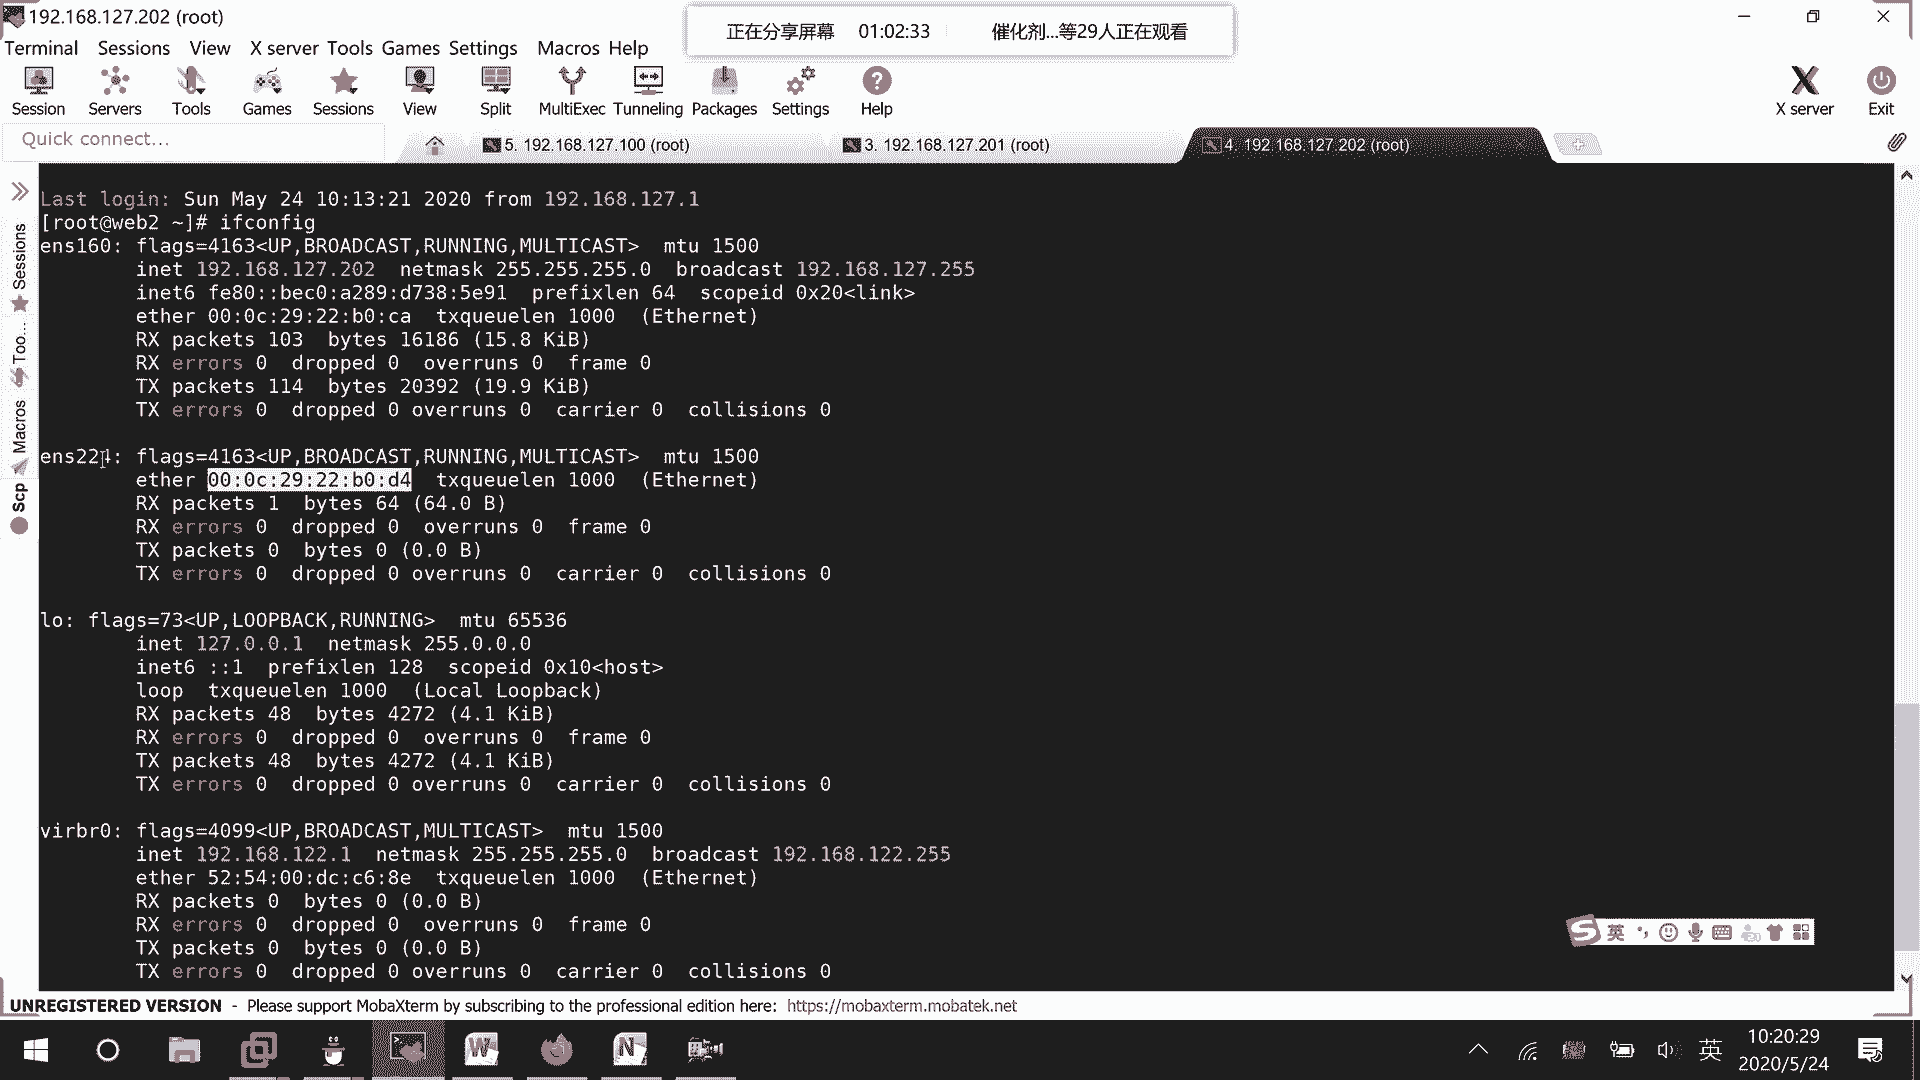 192.168.127.202 (root)
正在分享屏幕 01:02:33 催化剂...等29人正在观看
Terminal Sessions View X server Tools Games Settings Macros Help
Session Servers Tools Games Sessions View Split MultiExec Tunneling Packages Settings Help X server Exit
Quick connect...
5. 192.168.127.100 (root)
3. 192.168.127.201 (root)
4. 192.168.127.202 (root)
Sessions
Too...
Macros
Scp
Last login: Sun May 24 10:13:21 2020 from 192.168.127.1
[root@web2 ~]# ifconfig
ens160: flags=4163<UP,BROADCAST,RUNNING,MULTICAST>  mtu 1500
inet 192.168.127.202  netmask 255.255.255.0  broadcast 192.168.127.255
inet6 fe80::bec0:a289:d738:5e91  prefixlen 64  scopeid 0x20<link>
ether 00:0c:29:22:b0:ca  txqueuelen 1000  (Ethernet)
RX packets 103  bytes 16186 (15.8 KiB)
RX errors 0  dropped 0  overruns 0  frame 0
TX packets 114  bytes 20392 (19.9 KiB)
TX errors 0  dropped 0 overruns 0  carrier 0  collisions 0
ens224: flags=4163<UP,BROADCAST,RUNNING,MULTICAST>  mtu 1500
ether 00:0c:29:22:b0:d4  txqueuelen 1000  (Ethernet)
RX packets 1  bytes 64 (64.0 B)
RX errors 0  dropped 0  overruns 0  frame 0
TX packets 0  bytes 0 (0.0 B)
TX errors 0  dropped 0 overruns 0  carrier 0  collisions 0
lo: flags=73<UP,LOOPBACK,RUNNING>  mtu 65536
inet 127.0.0.1  netmask 255.0.0.0
inet6 ::1  prefixlen 128  scopeid 0x10<host>
loop  txqueuelen 1000  (Local Loopback)
RX packets 48  bytes 4272 (4.1 KiB)
RX errors 0  dropped 0  overruns 0  frame 0
TX packets 48  bytes 4272 (4.1 KiB)
TX errors 0  dropped 0 overruns 0  carrier 0  collisions 0
virbr0: flags=4099<UP,BROADCAST,MULTICAST>  mtu 1500
inet 192.168.122.1  netmask 255.255.255.0  broadcast 192.168.122.255
ether 52:54:00:dc:c6:8e  txqueuelen 1000  (Ethernet)
RX packets 0  bytes 0 (0.0 B)
RX errors 0  dropped 0  overruns 0  frame 0
TX packets 0  bytes 0 (0.0 B)
TX errors 0  dropped 0 overruns 0  carrier 0  collisions 0
英
UNREGISTERED VERSION - Please support MobaXterm by subscribing to the professional edition here: https://mobaxterm.mobatek.net
英
10:20:29
2020/5/24